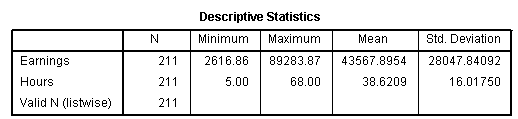 Descriptive Statistics
N Minimum Maximum Mean Std. Deviation
Earnings 211 2616.86 89283.87 43567.8954 28047.84092
Hours 211 5.00 68.00 38.6209 16.01750
Valid N (listwise) 211